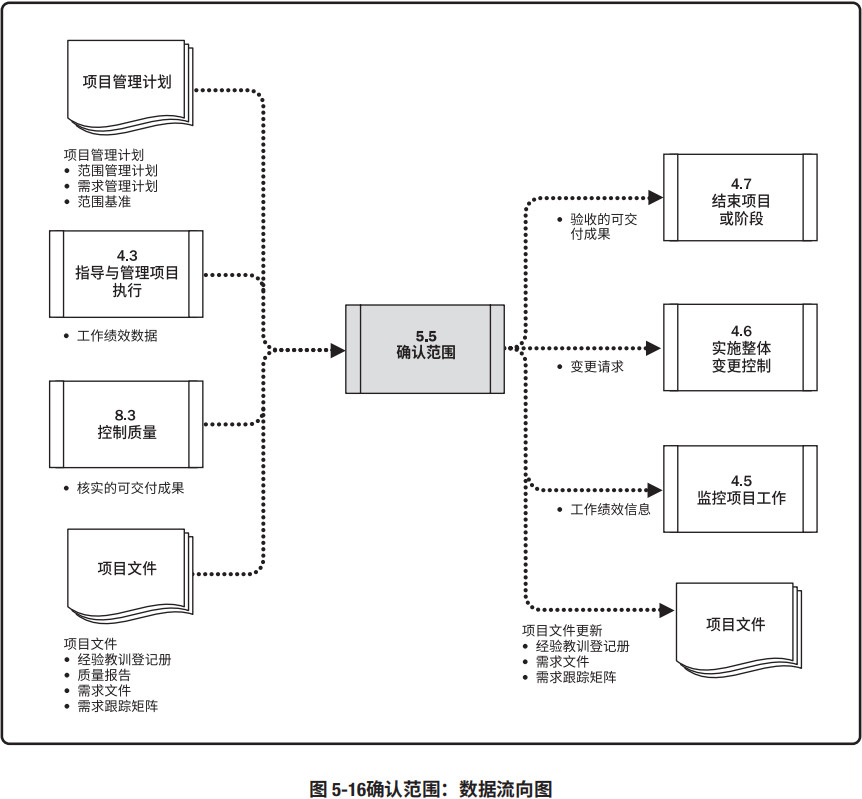 项目管理计划
项目管理计划
• 范围管理计划
• 需求管理计划
• 范围基准
4.3
指导与管理项目
执行
• 工作绩效数据
8.3
控制质量
• 核实的可交付成果
项目文件
项目文件
• 经验教训登记册
• 质量报告
• 需求文件
• 需求跟踪矩阵
5.5
确认范围
4.7
结束项目
或阶段
• 验收的可交
付成果
4.6
实施整体
变更控制
• 变更请求
4.5
监控项目工作
• 工作绩效信息
项目文件
项目文件更新
• 经验教训登记册
• 需求文件
• 需求跟踪矩阵
图 5-16确认范围：数据流向图